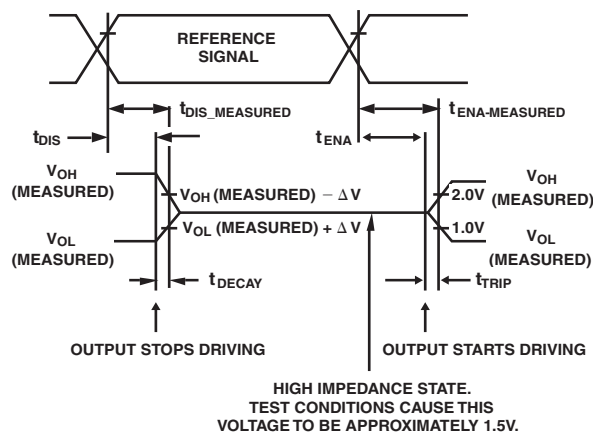 REFERENCE
SIGNAL
tDIS_MEASURED
tENA-MEASURED
tDIS
tENA
VOH
(MEASURED)
VOH (MEASURED) − ΔV
2.0V
VOH
(MEASURED)
VOL
(MEASURED)
VOL (MEASURED) + ΔV
1.0V
VOL
(MEASURED)
tDECAY
tTRIP
OUTPUT STOPS DRIVING
OUTPUT STARTS DRIVING
HIGH IMPEDANCE STATE.
TEST CONDITIONS CAUSE THIS
VOLTAGE TO BE APPROXIMATELY 1.5V.